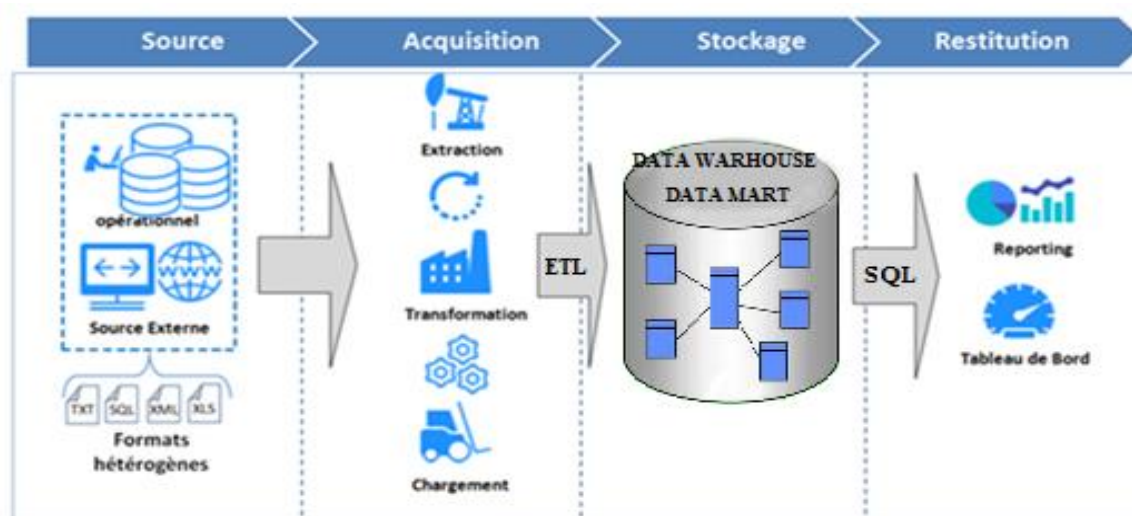 Source
Acquisition
Stockage
Restitution
opérationnel
WWW
Source Externe
TXT SQL XML XLS
Formats
hétérogènes
Extraction
Transformation
Chargement
ETL
DATA WARHOUSE
DATA MART
SQL
Reporting
Tableau de Bord